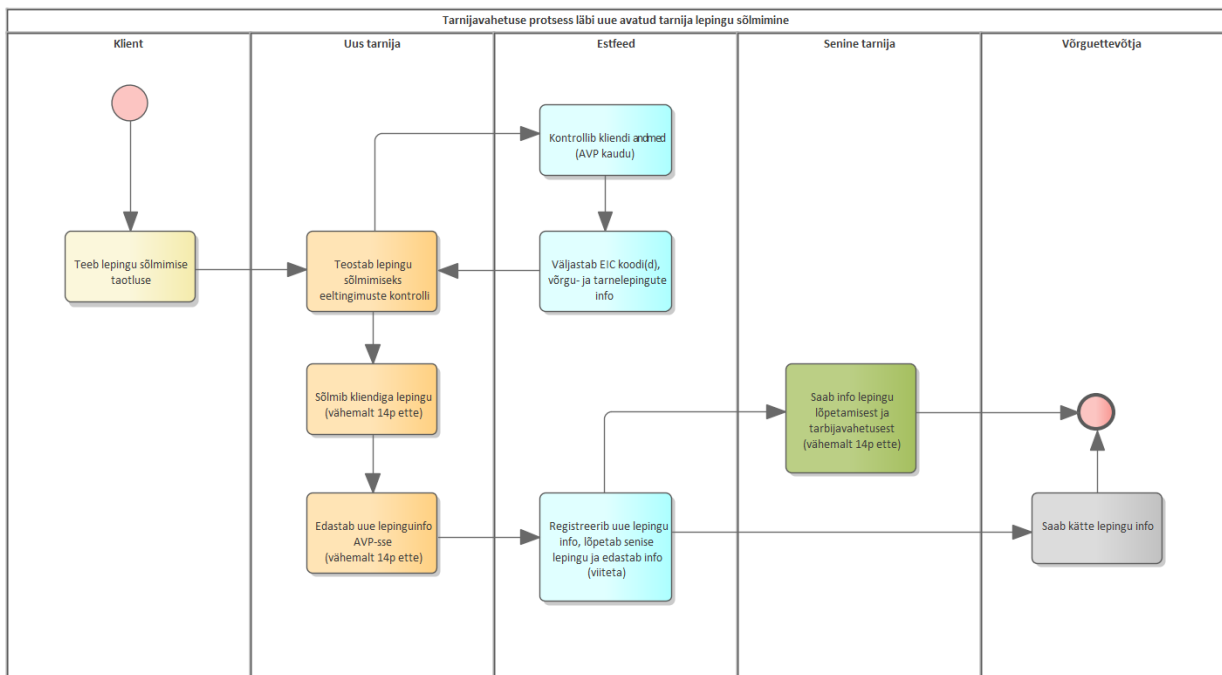 Tarnijavahetuse protsess läbi uue avatud tarnija lepingu sõlmimine
Klient
Uus tarnija
Estfeed
Senine tarnija
Võrguettevõtja
Kontrollib kliendi andmed
(AVP kaudu)
Teeb lepingu sõlmimise
taotluse
Teostab lepingu
sõlmimiseks
eeltingimuste kontrolli
Väljastab EIC koodi(d),
võrgu- ja tarnelepingute
info
Sõlmib kliendiga lepingu
(vähemalt 14p ette)
Saab info lepingu
lõpetamisest ja
tarbijavahetusest
(vähemalt 14p ette)
Edastab uue lepinguinfo
AVP-sse
(vähemalt 14p ette)
Registreerib uue lepingu
info, lõpetab senise
lepingu ja edastab info
(viiteta)
Saab kätte lepingu info